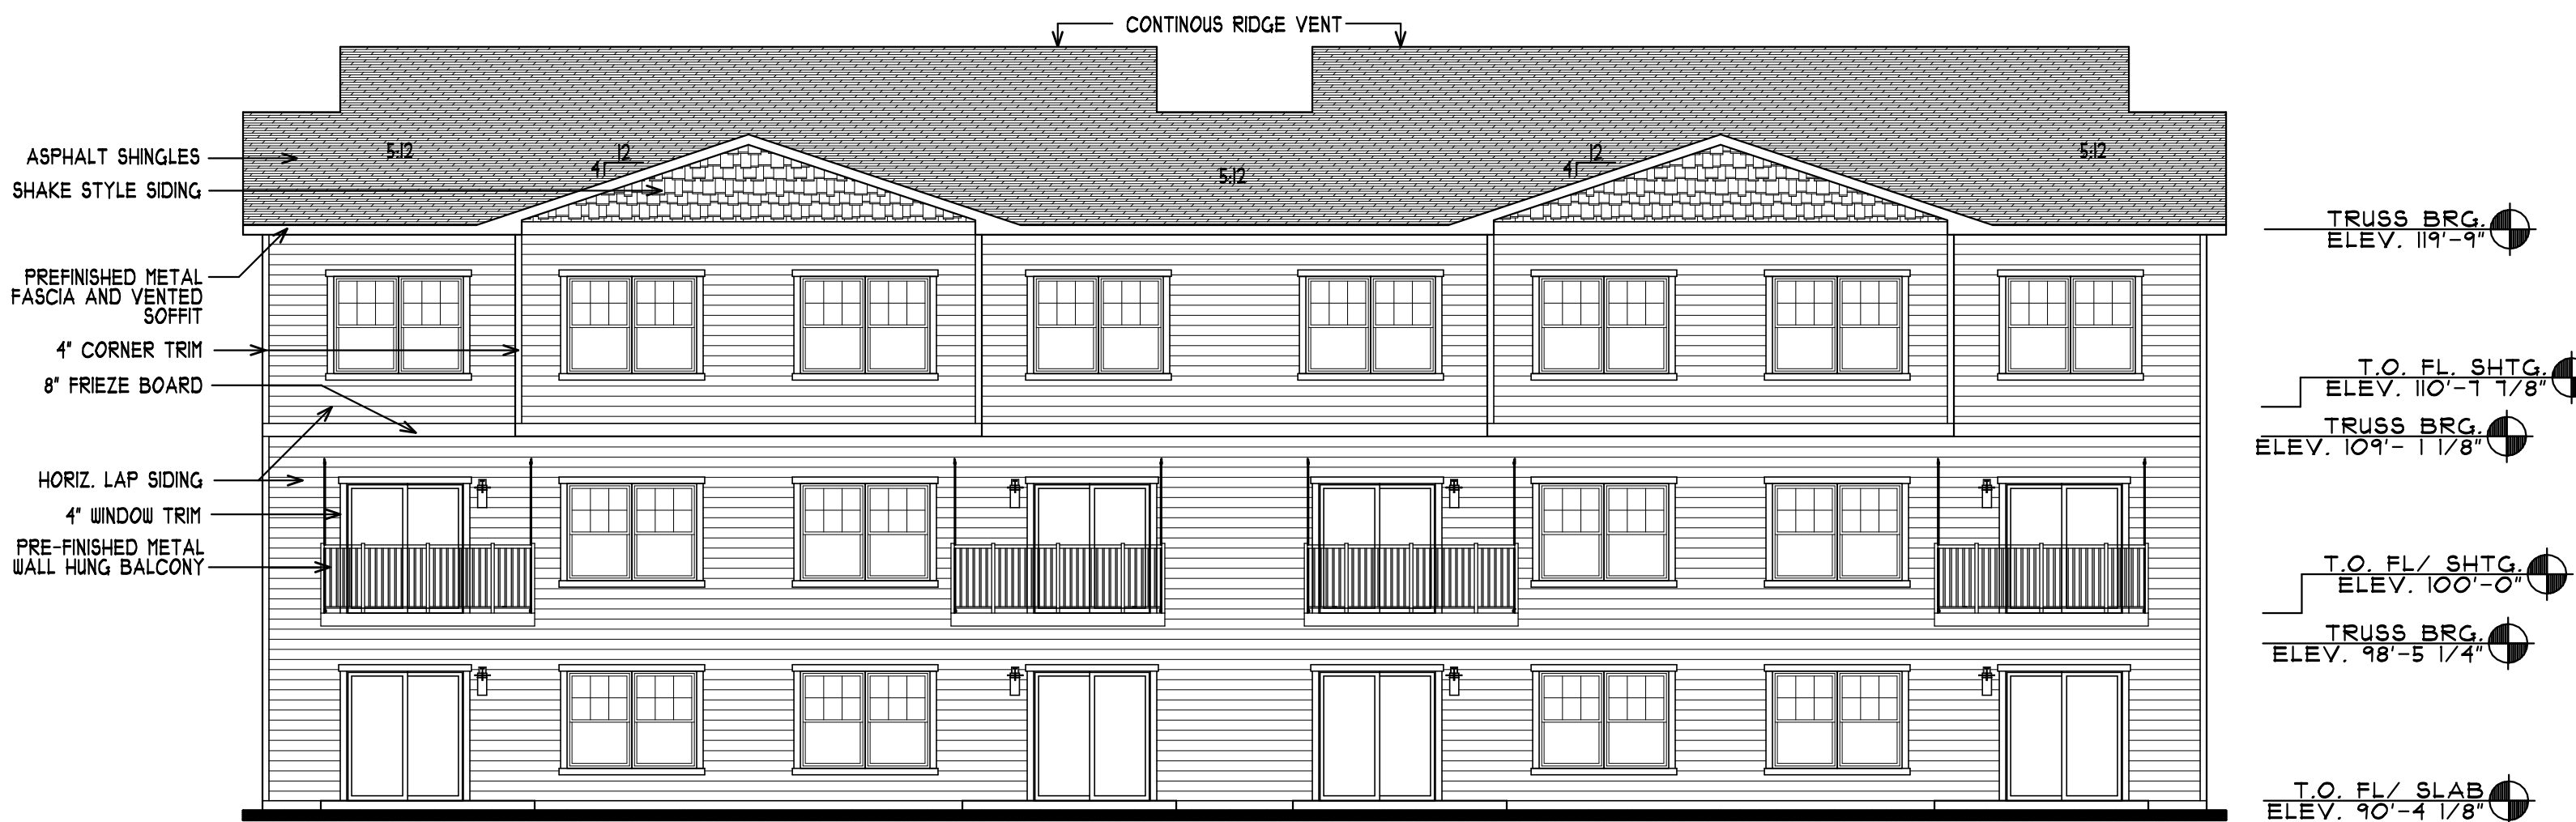 CONTINOUS RIDGE VENT
ASPHALT SHINGLES
SHAKE STYLE SIDING
PREFINISHED METAL
FASCIA AND VENTED
SOFFIT
4" CORNER TRIM
8" FRIEZE BOARD
HORIZ. LAP SIDING
4" WINDOW TRIM
PRE-FINISHED METAL
WALL HUNG BALCONY
5:12
12
4
5:12
12
4
5:12
TRUSS BRG.
ELEV. 119'-9"
T.O. FL. SHTG.
ELEV. 110'-7 7/8"
TRUSS BRG.
ELEV. 109'- 1 1/8"
T.O. FL/ SHTG.
ELEV. 100'-0"
TRUSS BRG.
ELEV. 98'-5 1/4"
T.O. FL/ SLAB
ELEV. 90'-4 1/8"